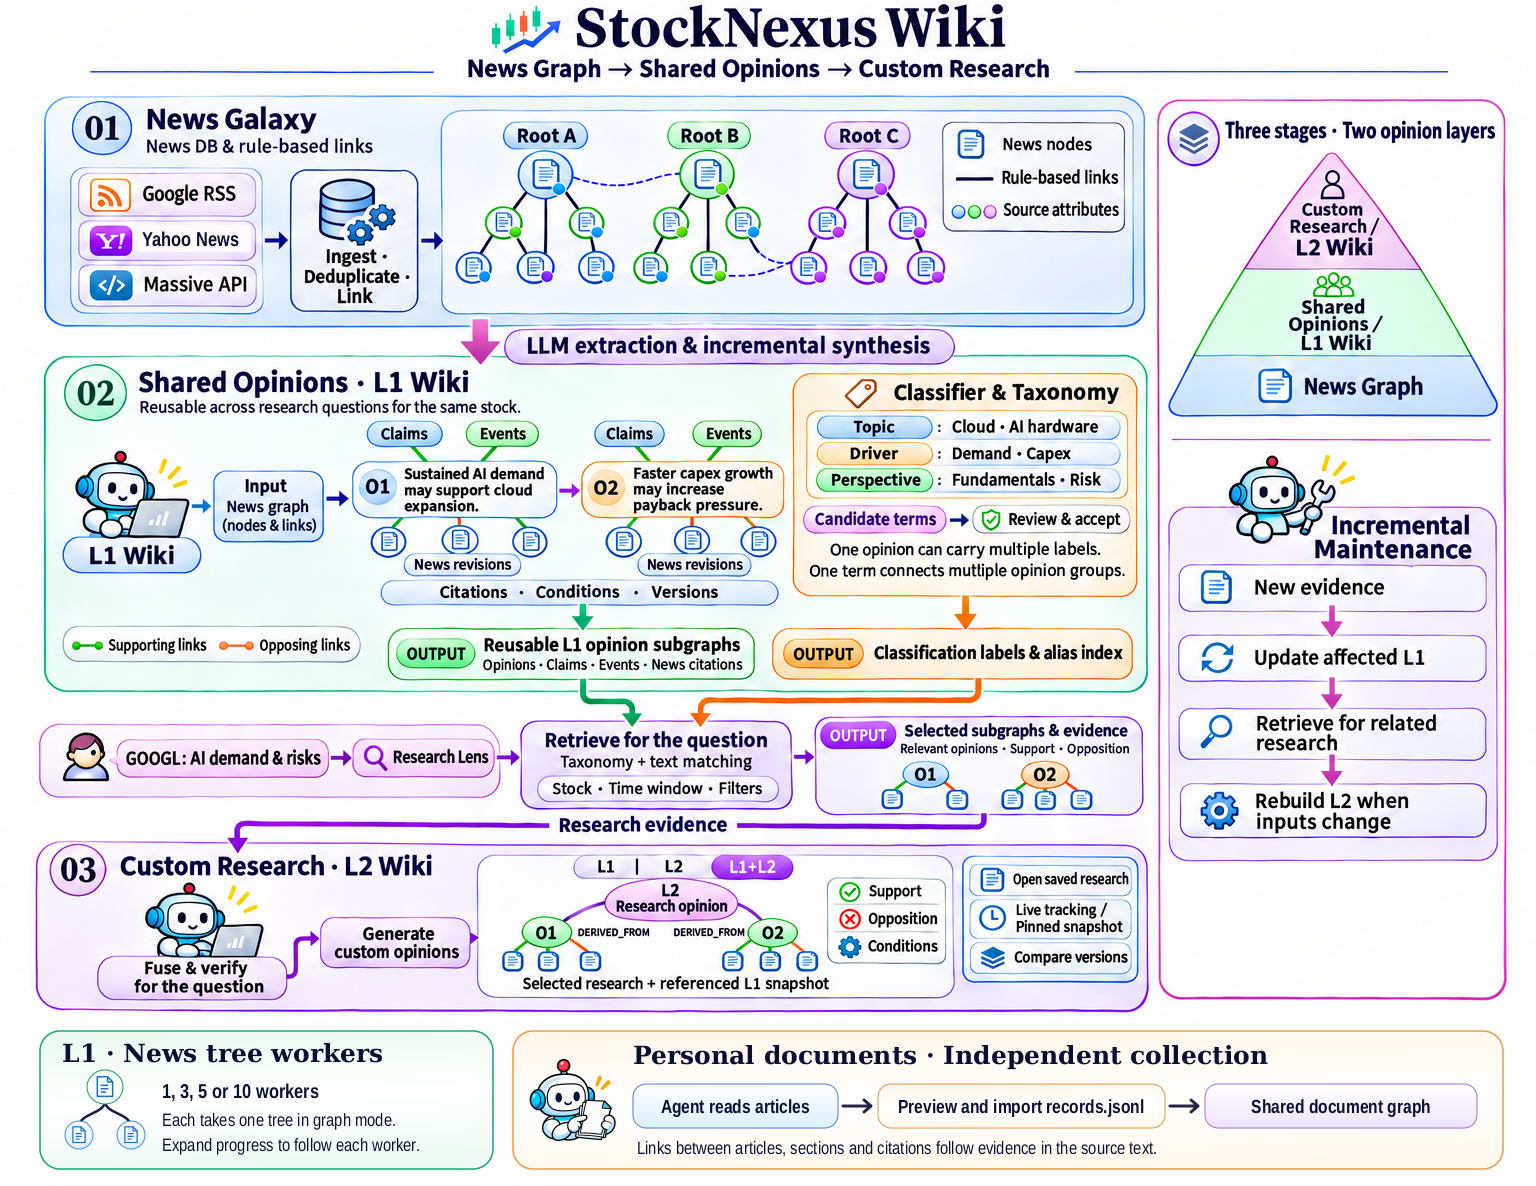 StockNexus Wiki
News Graph → Shared Opinions → Custom Research
01
News Galaxy
News DB & rule-based links
Google RSS
Y!
Yahoo News
</>
Massive API
Ingest ·
Deduplicate ·
Link
Root A
Root B
Root C
News nodes
Rule-based links
Source attributes
LLM extraction & incremental synthesis
02
Shared Opinions · L1 Wiki
Reusable across research questions for the same stock.
L1 Wiki
Input
News graph
(nodes & links)
Claims
Events
O1
Sustained AI demand
may support cloud
expansion.
News revisions
Claims
Events
O2
Faster capex growth
may increase
payback pressure.
News revisions
Citations · Conditions · Versions
Supporting links
Opposing links
OUTPUT
Reusable L1 opinion subgraphs
Opinions · Claims · Events · News citations
Classifier & Taxonomy
Topic : Cloud · AI hardware
Driver : Demand · Capex
Perspective : Fundamentals · Risk
Candidate terms
Review & accept
One opinion can carry multiple labels.
One term connects mutliple opinion groups.
OUTPUT
Classification labels & alias index
GOOGL: AI demand & risks
Research Lens
Retrieve for the question
Taxonomy + text matching
Stock · Time window · Filters
OUTPUT
Selected subgraphs & evidence
Relevant opinions · Support · Opposition
O1
O2
Research evidence
03
Custom Research · L2 Wiki
Fuse & verify
for the question
Generate
custom opinions
L1 | L2
L1+L2
L2
Research opinion
O1
DERIVED_FROM
DERIVED_FROM
O2
Selected research + referenced L1 snapshot
Support
Opposition
Conditions
Open saved research
Live tracking /
Pinned snapshot
Compare versions
Three stages · Two opinion layers
Custom
Research /
L2 Wiki
Shared
Opinions /
L1 Wiki
News Graph
Incremental
Maintenance
New evidence
Update affected L1
Retrieve for related
research
Rebuild L2 when
inputs change
L1 · News tree workers
1, 3, 5 or 10 workers
Each takes one tree in graph mode.
Expand progress to follow each worker.
Personal documents · Independent collection
Agent reads articles
Preview and import records.jsonl
Shared document graph
Links between articles, sections and citations follow evidence in the source text.